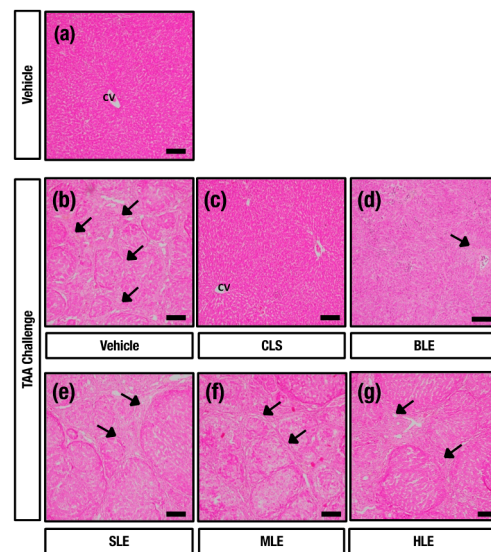 Vehicle
(a)
CV
TAA Challenge
(b)
(c)
CV
(d)
Vehicle
CLS
BLE
(e)
(f)
(g)
SLE
MLE
HLE